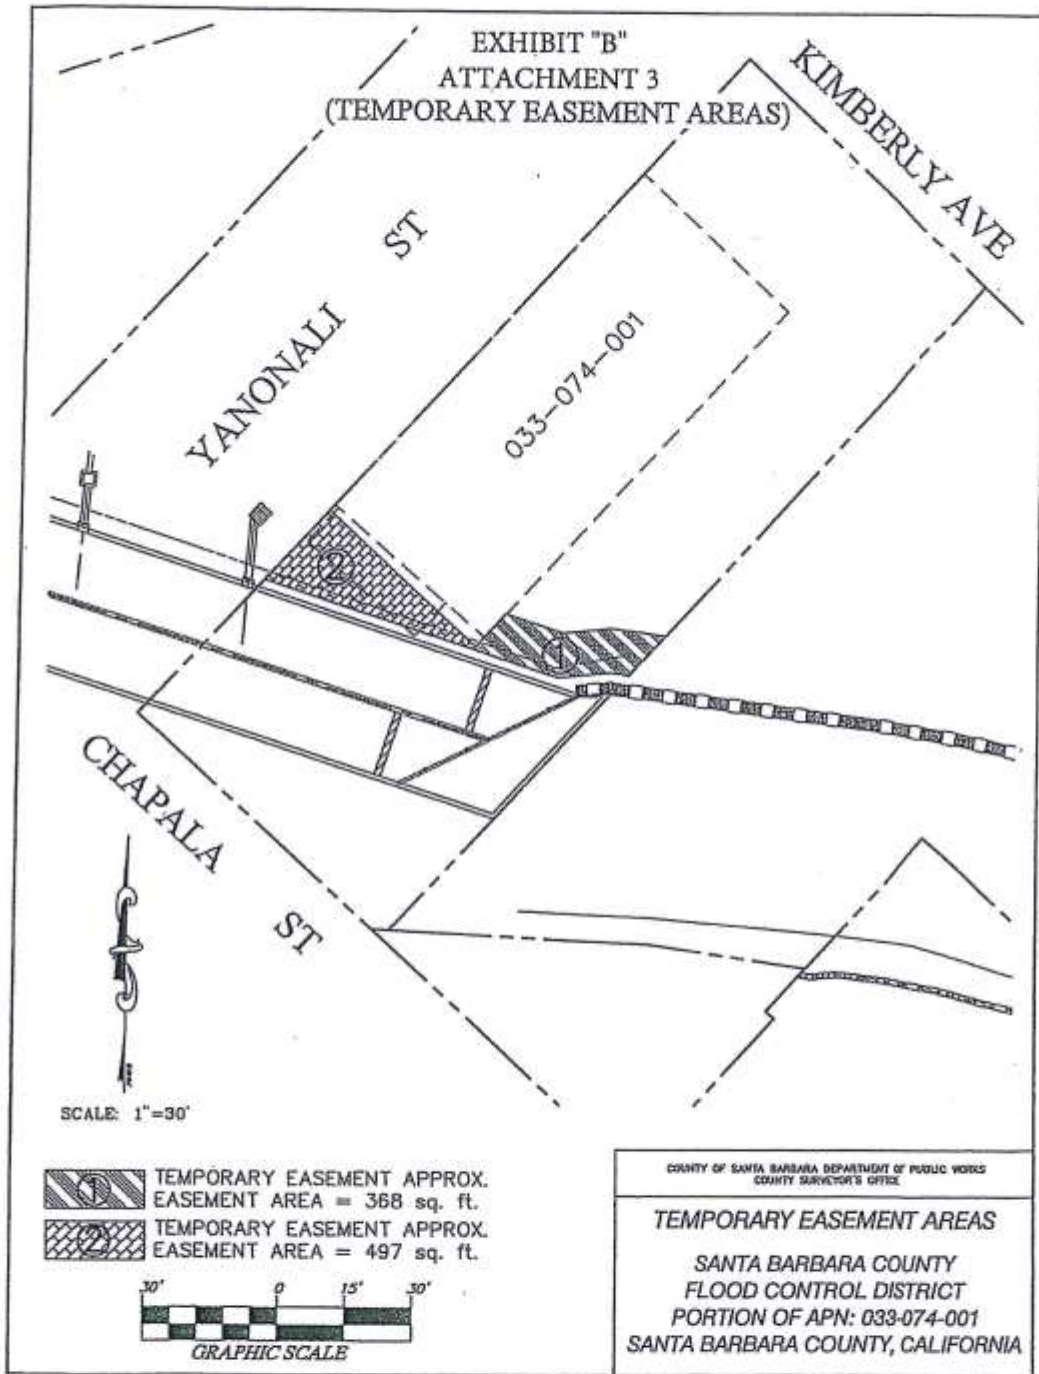 EXHIBIT "B"
ATTACHMENT 3
(TEMPORARY EASEMENT AREAS)
KIMBERLY AVE
YANONALI ST
033-074-001
2
1
CHAPALA ST
SCALE: 1"=30'
1 TEMPORARY EASEMENT APPROX.
EASEMENT AREA = 368 sq. ft.
2 TEMPORARY EASEMENT APPROX.
EASEMENT AREA = 497 sq. ft.
30' 0 15' 30'
GRAPHIC SCALE
COUNTY OF SANTA BARBARA DEPARTMENT OF PUBLIC WORKS
COUNTY SURVEYOR'S OFFICE
TEMPORARY EASEMENT AREAS
SANTA BARBARA COUNTY
FLOOD CONTROL DISTRICT
PORTION OF APN: 033-074-001
SANTA BARBARA COUNTY, CALIFORNIA